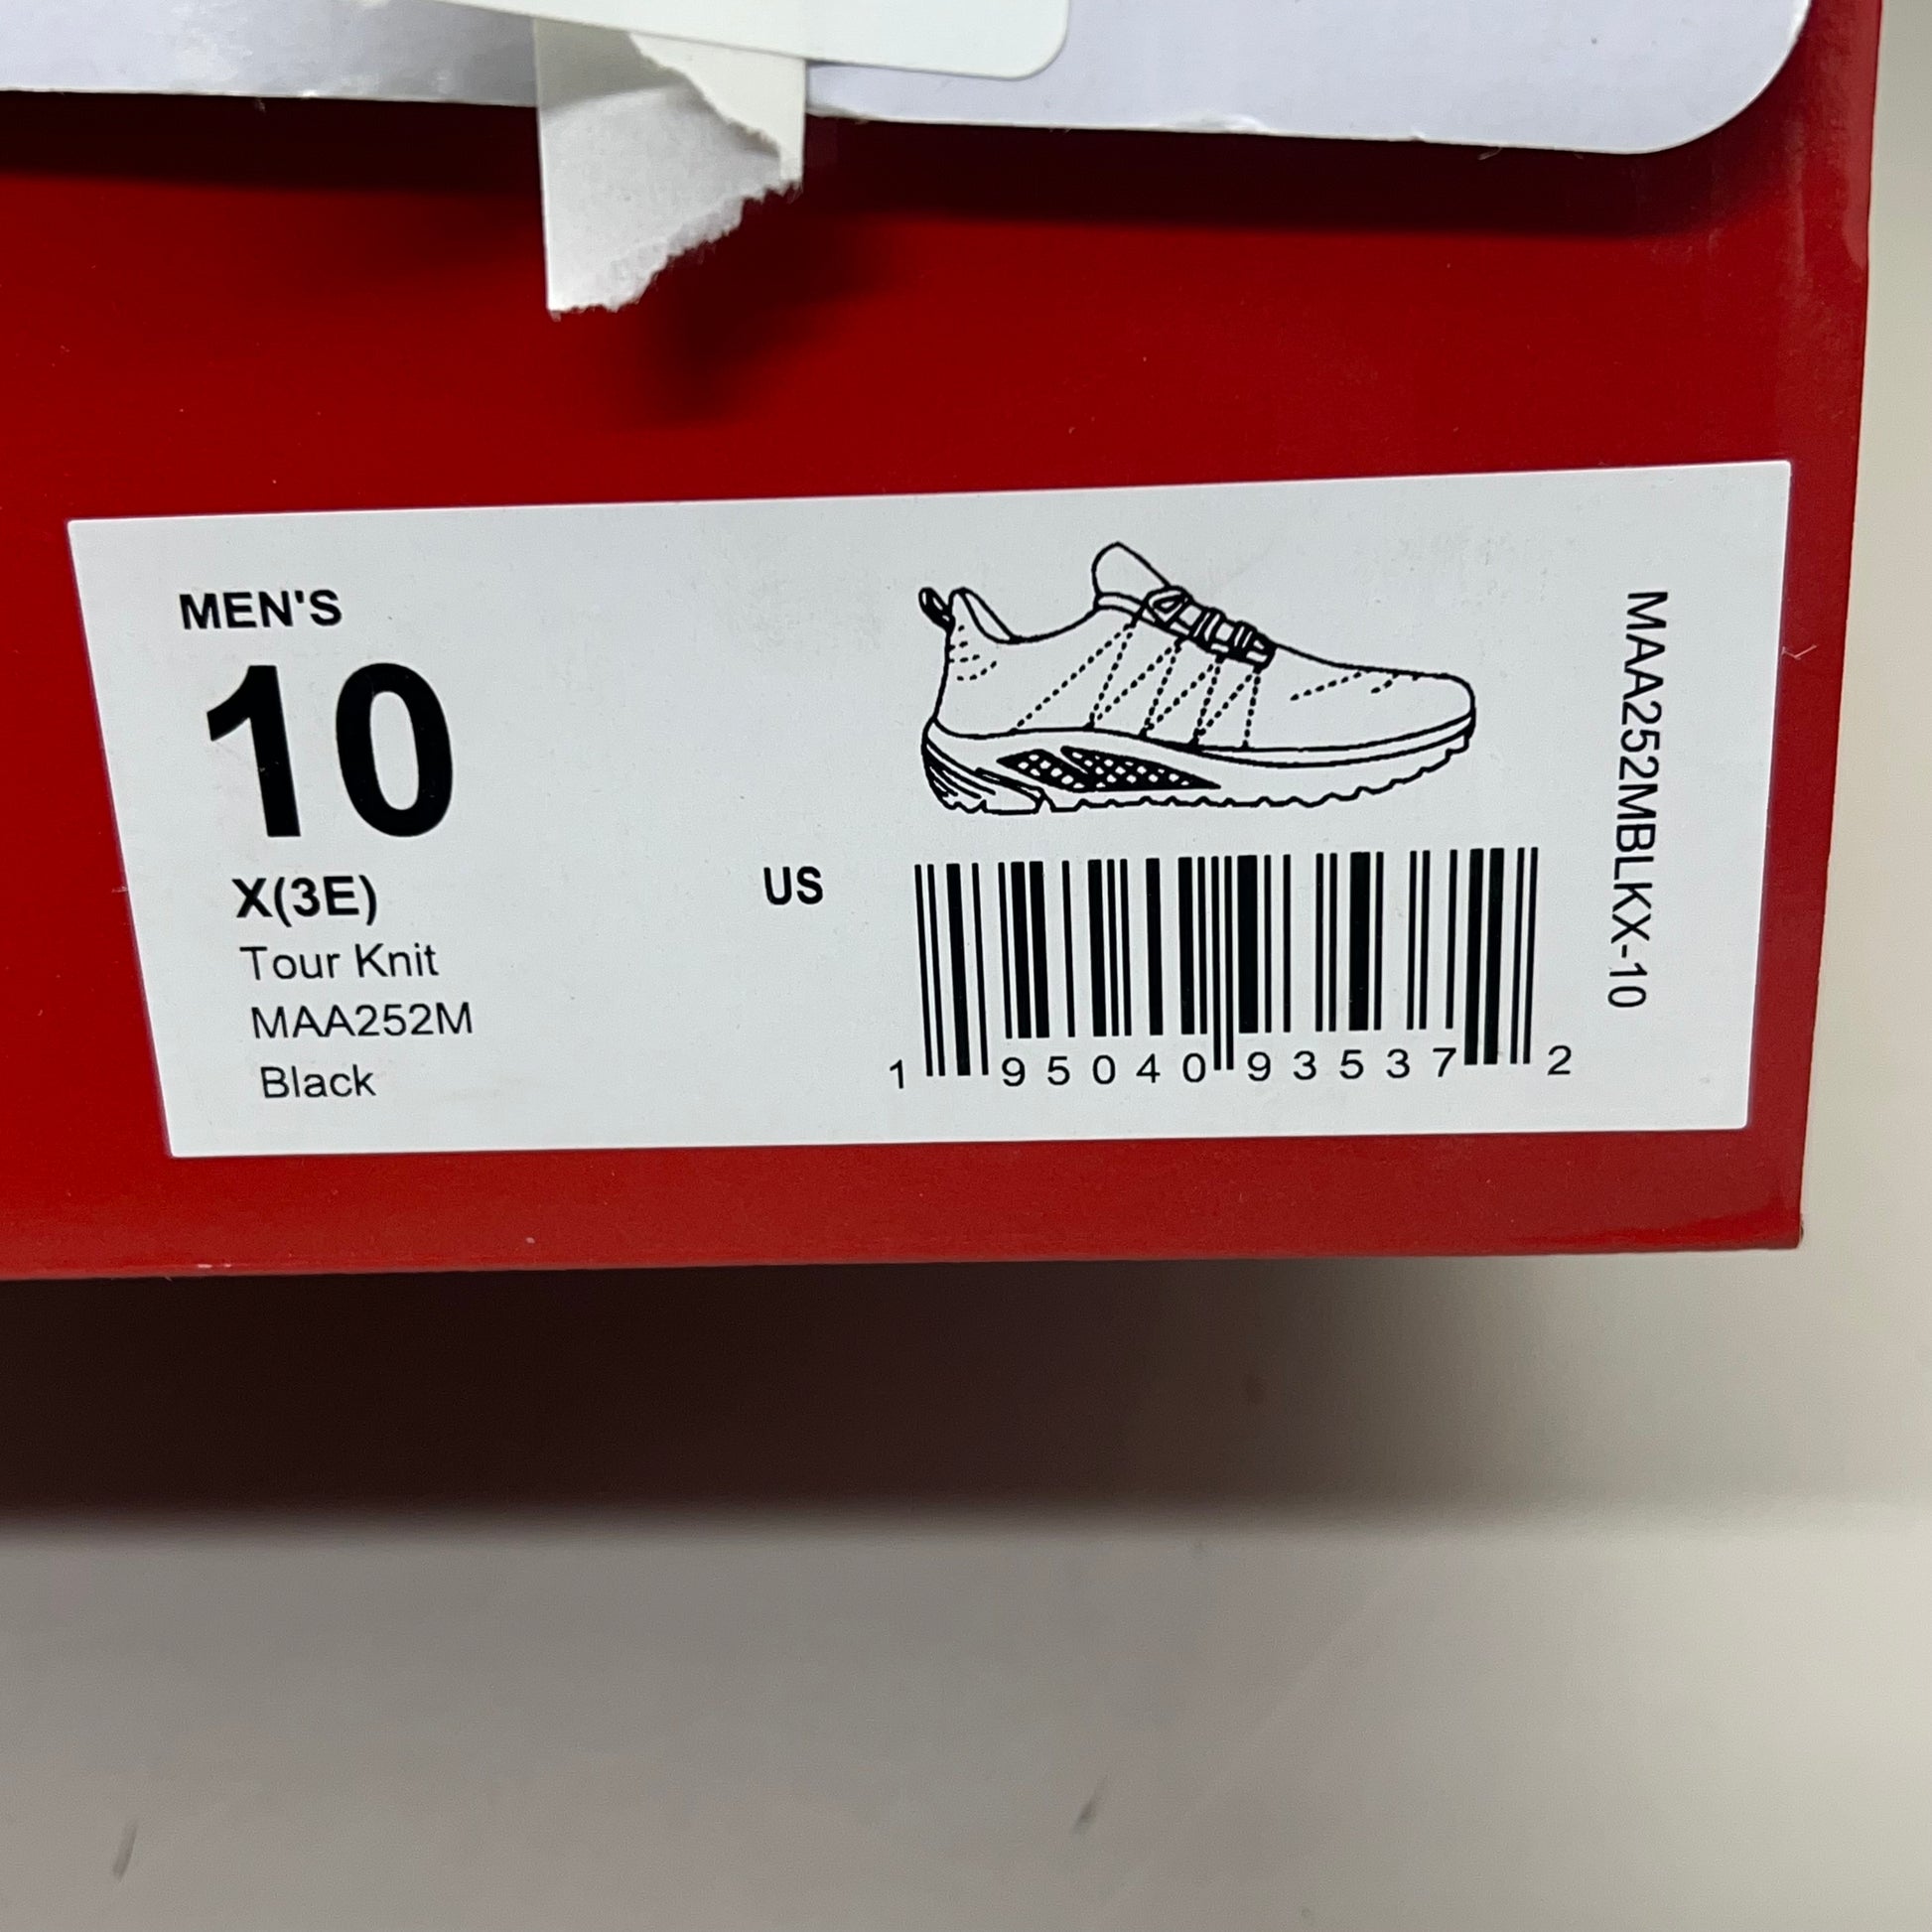 MEN'S
10
X(3E)
US
Tour Knit
MAA252M
Black
1 95040 93537 2
MAA252MBLKX-10